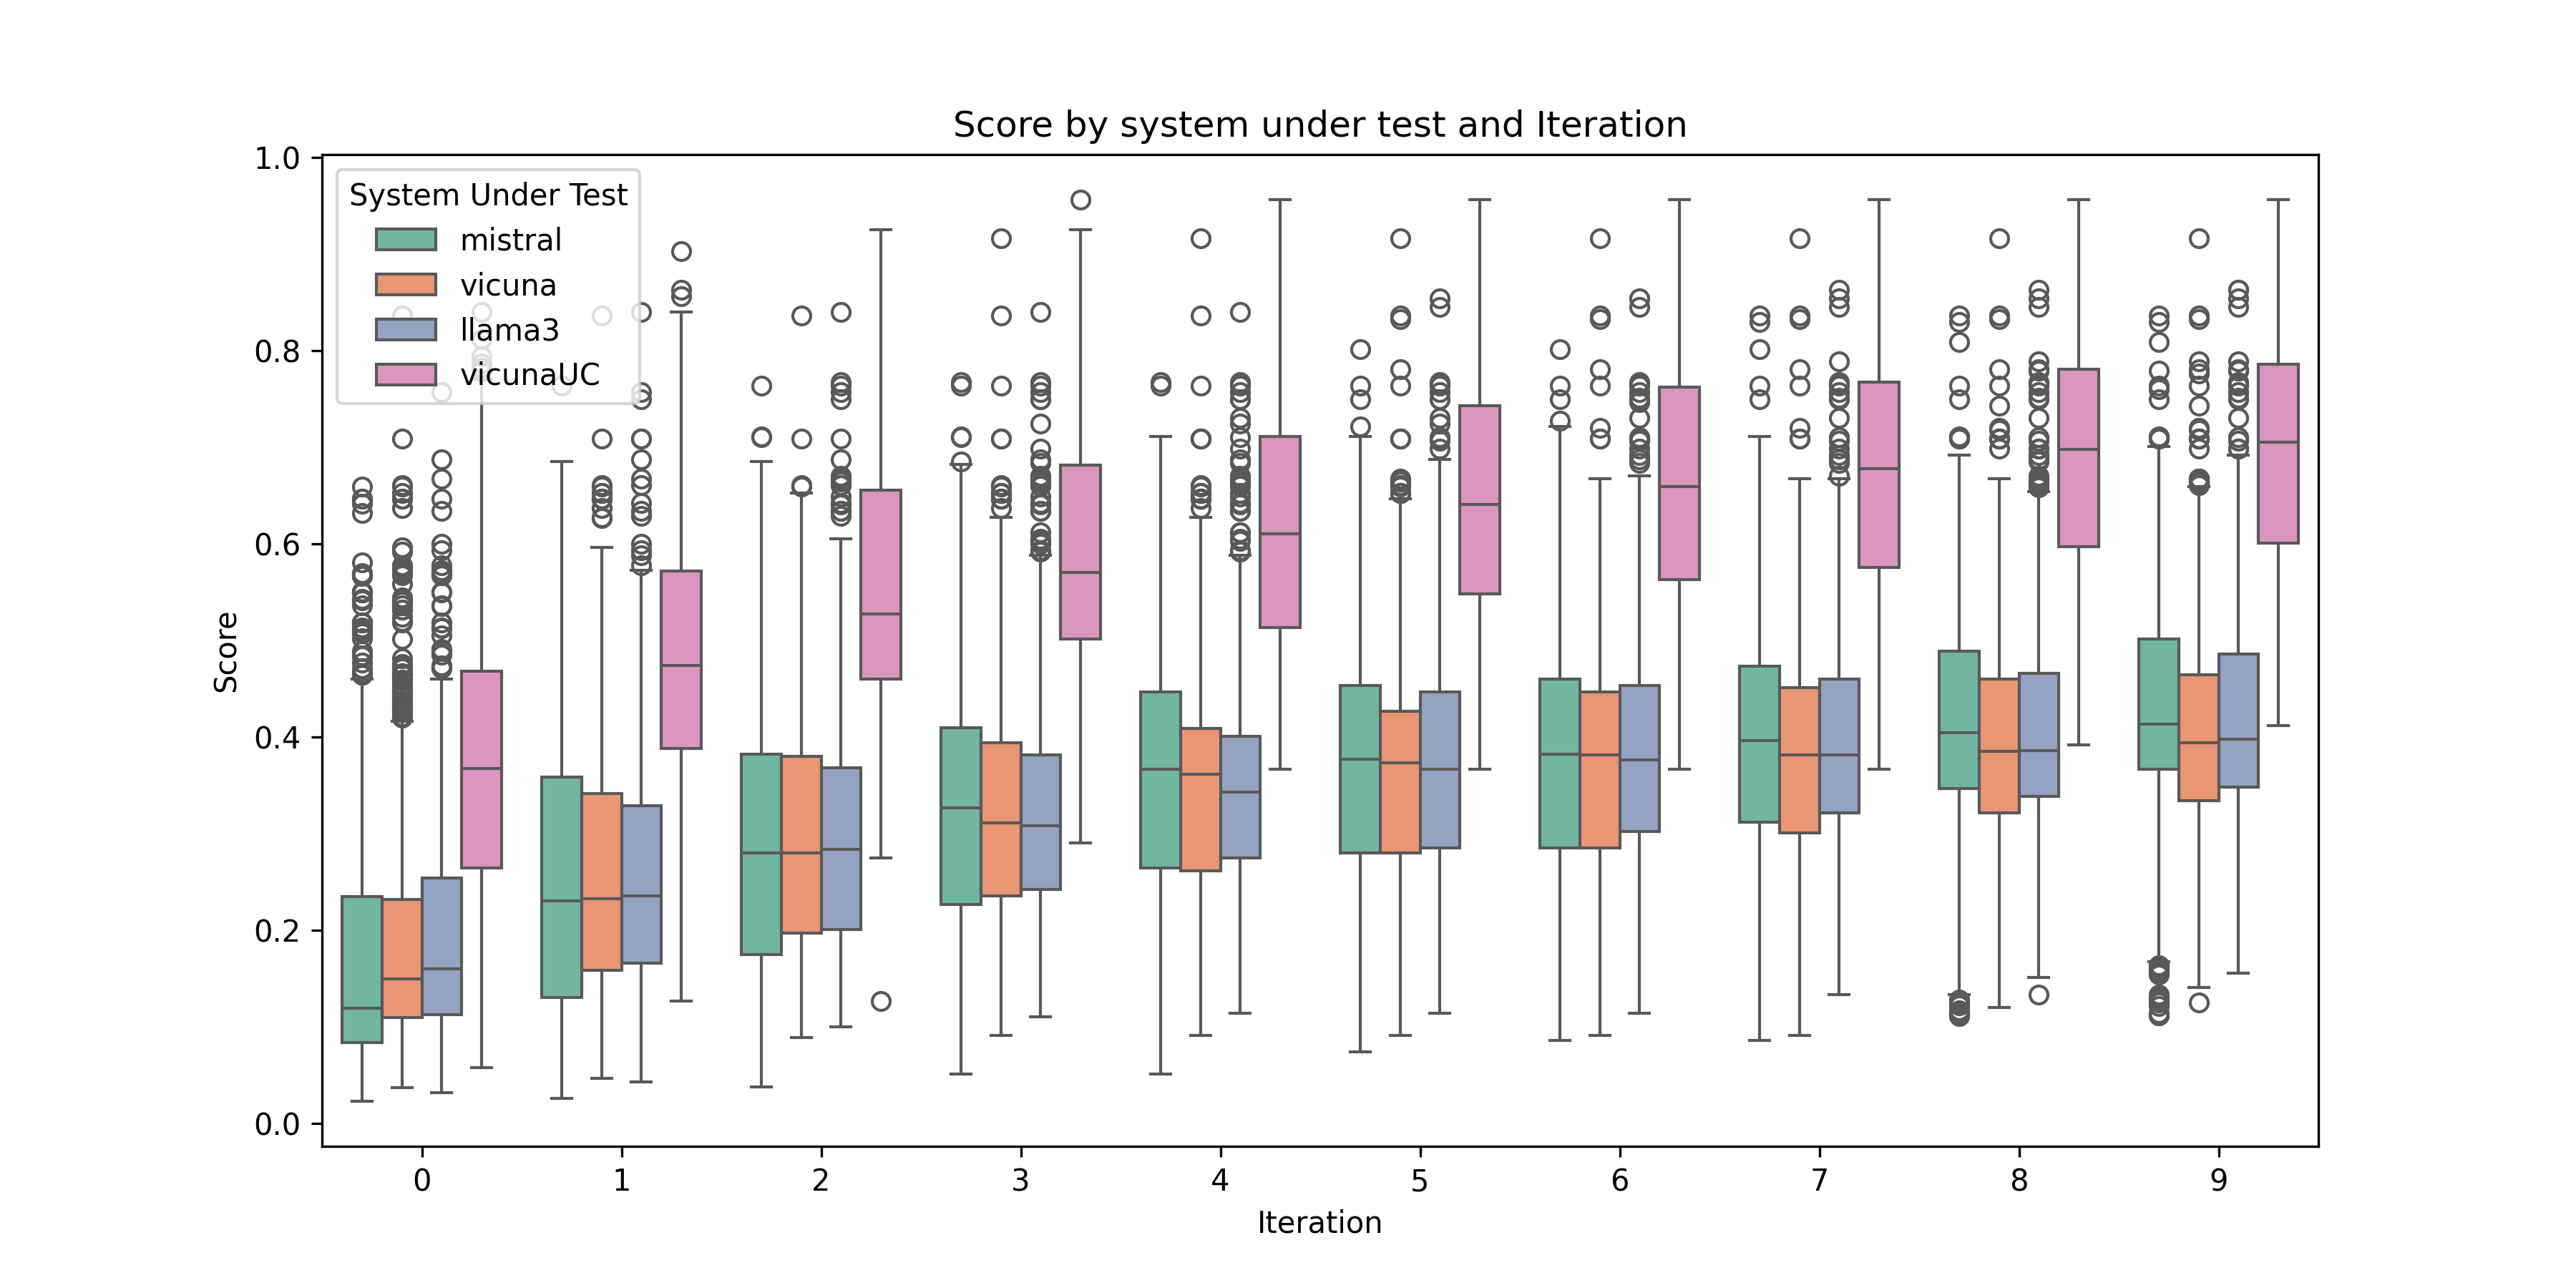 Score by system under test and Iteration
System Under Test
mistral
vicuna
llama3
vicunaUC
Score
1.0
0.8
0.6
0.4
0.2
0.0
0 1 2 3 4 5 6 7 8 9
Iteration